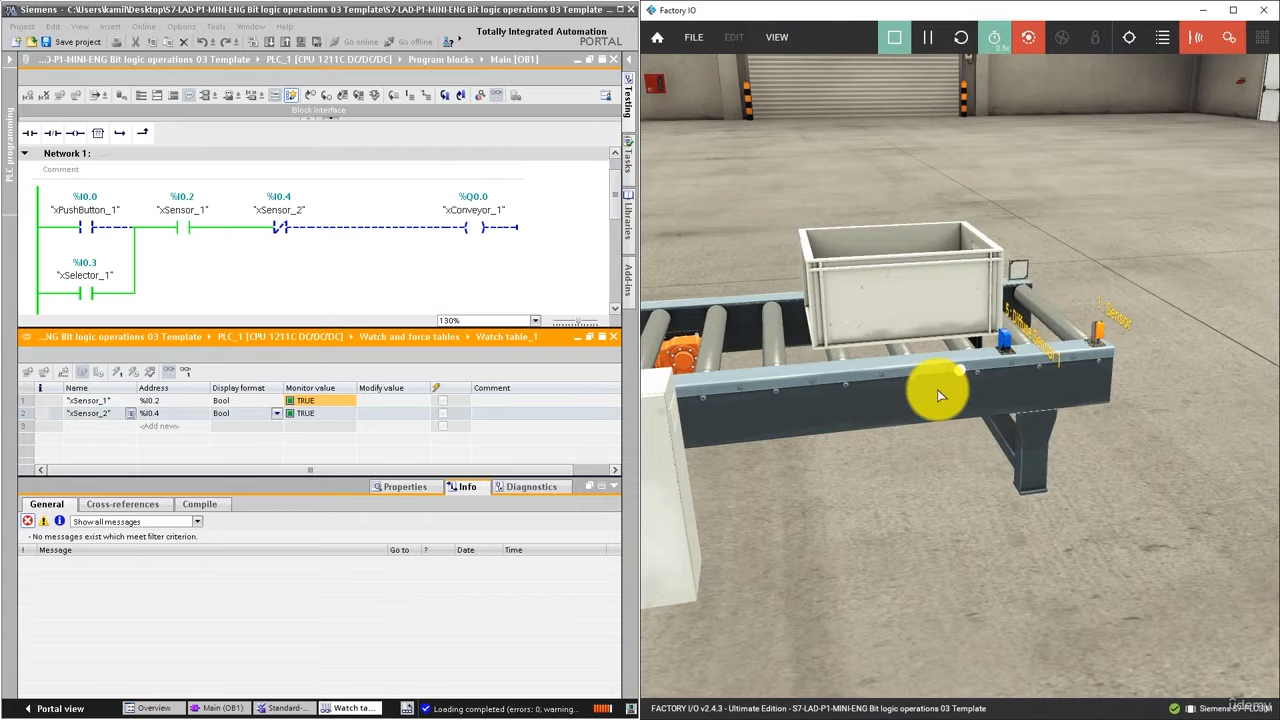 Siemens - C:\Users\kamil\Desktop\S7-LAD-P1-MINI-ENG Bit logic operations 03 Template\S7-LAD-P1-MINI-ENG Bit logic operations 03 Template
Project Edit View Insert Online Options Tools Window
Totally Integrated Automation
PORTAL
Save project
Go online
Go offline
...O-P1-MINI-ENG Bit logic operations 03 Template ▸ PLC_1 [CPU 1211C DC/DC/DC] ▸ Program blocks ▸ Main [OB1]
Block interface
PLC programming
Testing
Tasks
Libraries
Add-ins
Network 1:
Comment
%I0.0
%I0.2
%I0.4
%Q0.0
"xPushButton_1"
"xSensor_1"
"xSensor_2"
"xConveyor_1"
%I0.3
"xSelector_1"
130%
...NG Bit logic operations 03 Template ▸ PLC_1 [CPU 1211C DC/DC/DC] ▸ Watch and force tables ▸ Watch table_1
i Name Address Display format Monitor value Modify value Comment
1 "xSensor_1" %I0.2 Bool TRUE
2 "xSensor_2" %I0.4 Bool TRUE
3 <Add new>
Properties Info Diagnostics
General Cross-references Compile
Show all messages
- No messages exist which meet filter criterion.
! Message Go to ? Date Time
Portal view Overview Main (OB1) Standard-... Watch ta... Loading completed (errors: 0; warning...
Factory IO
FILE EDIT VIEW
0.5x
FACTORY I/O v2.4.3 - Ultimate Edition - S7-LAD-P1-MINI-ENG Bit logic operations 03 Template
udemy